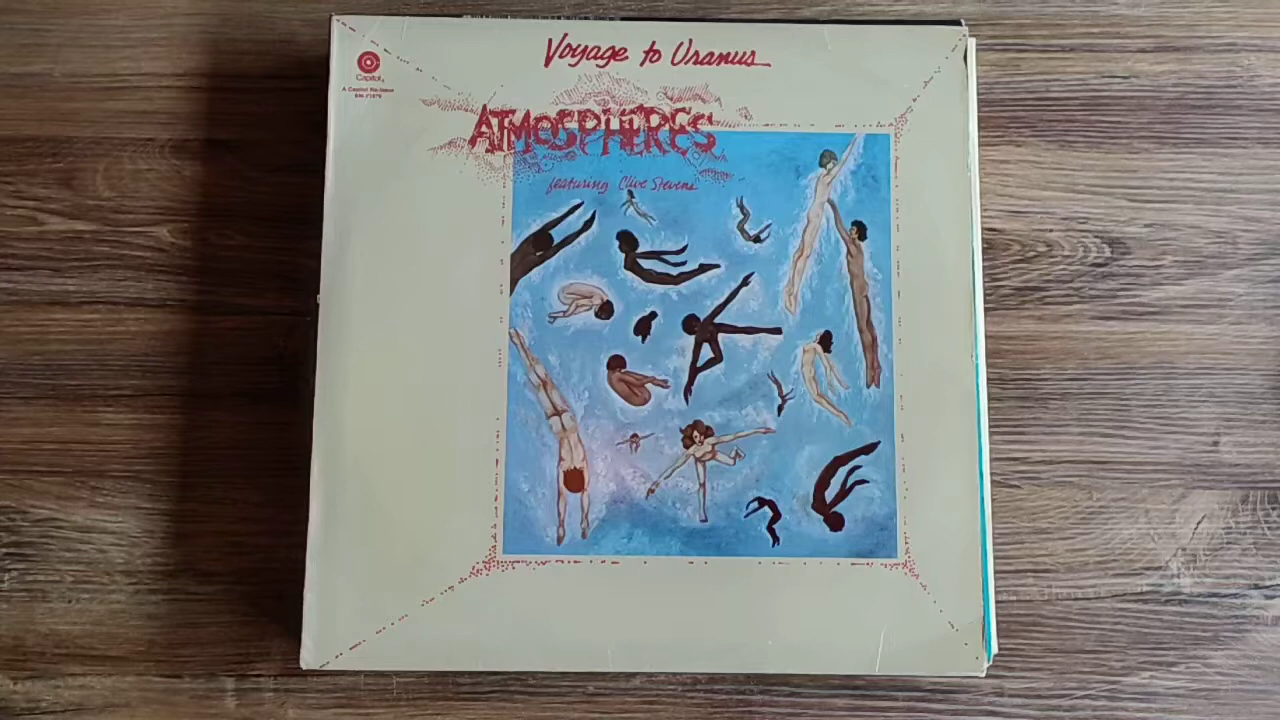 Voyage to Uranus
Capitol
A Capitol Re-Issue
ATMOSPHERES
featuring Clive Stevens